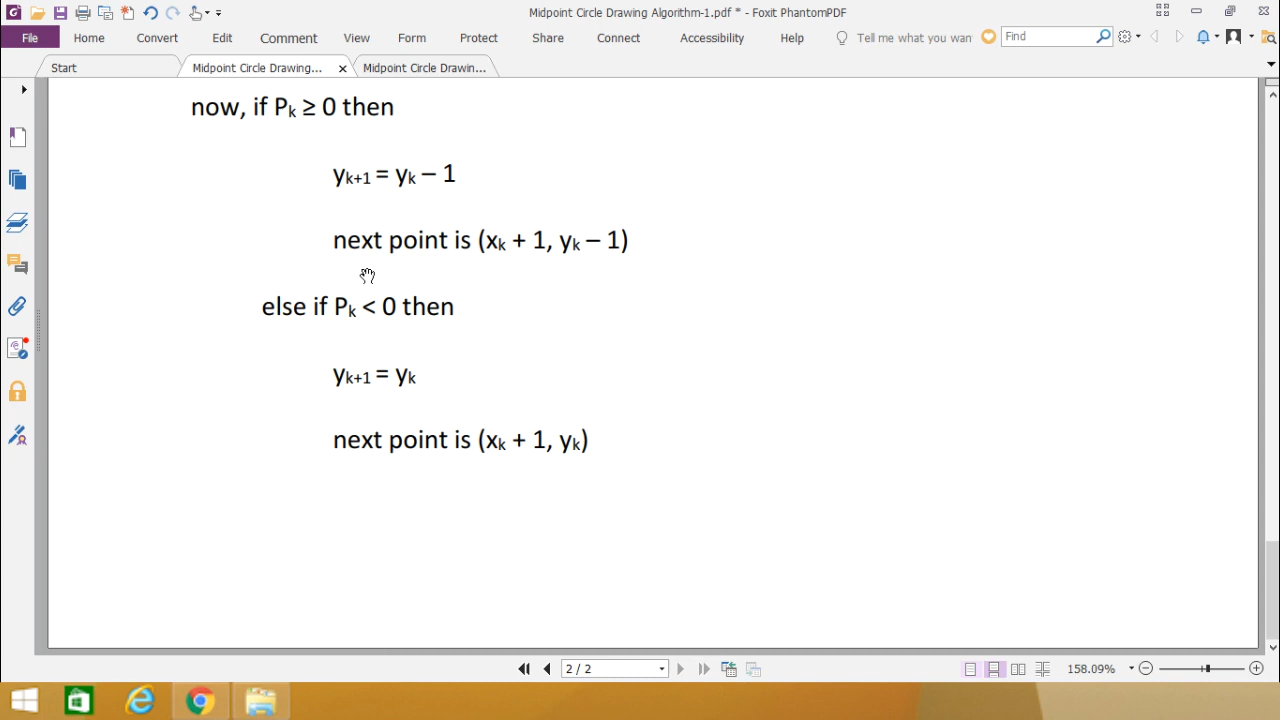 Midpoint Circle Drawing Algorithm-1.pdf * - Foxit PhantomPDF
File Home Convert Edit Comment View Form Protect Share Connect Accessibility Help Tell me what you want Find
Start Midpoint Circle Drawing... × Midpoint Circle Drawin...
now, if Pk ≥ 0 then
yk+1 = yk – 1
next point is (xk + 1, yk – 1)
else if Pk < 0 then
yk+1 = yk
next point is (xk + 1, yk)
2 / 2 158.09%